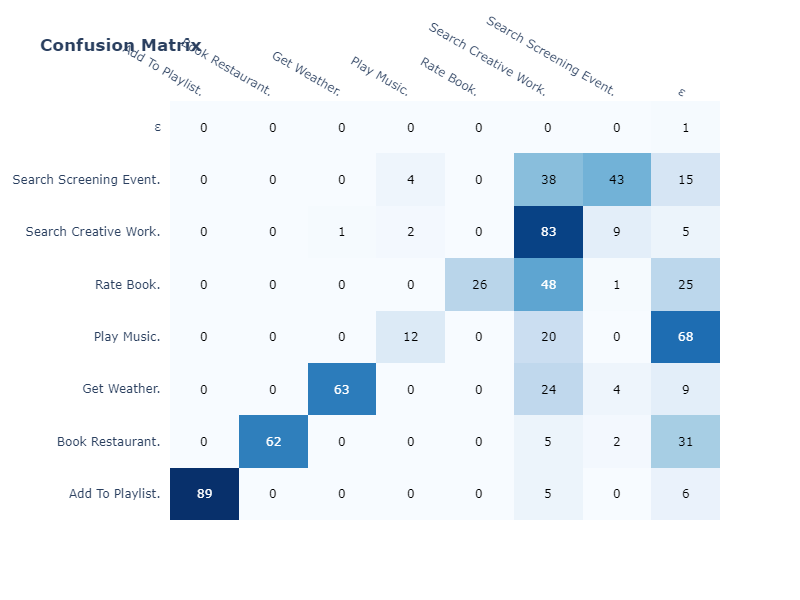 Confusion Matrix
Add To Playlist.
Book Restaurant.
Get Weather.
Play Music.
Rate Book.
Search Creative Work.
Search Screening Event.
ε
ε 0 0 0 0 0 0 0 1
Search Screening Event. 0 0 0 4 0 38 43 15
Search Creative Work. 0 0 1 2 0 83 9 5
Rate Book. 0 0 0 0 26 48 1 25
Play Music. 0 0 0 12 0 20 0 68
Get Weather. 0 0 63 0 0 24 4 9
Book Restaurant. 0 62 0 0 0 5 2 31
Add To Playlist. 89 0 0 0 0 5 0 6